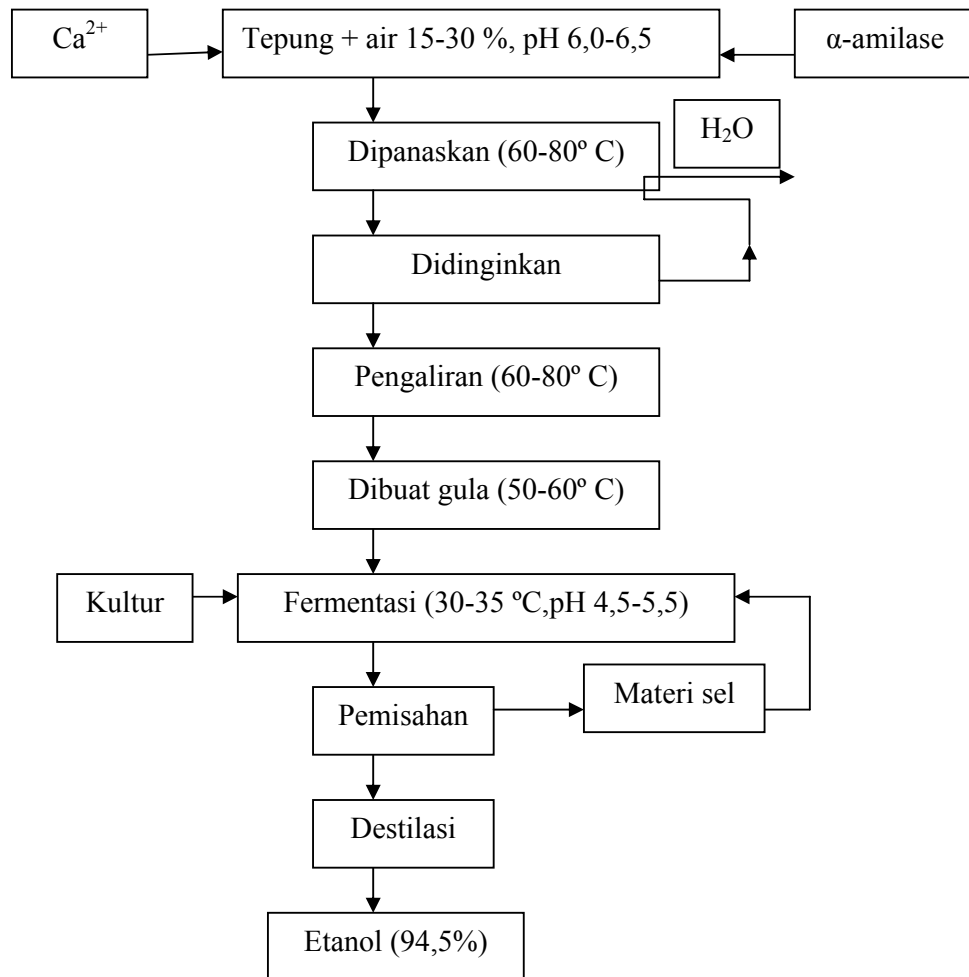 Ca²⁺
Tepung + air 15-30 %, pH 6,0-6,5
α-amilase
H₂O
Dipanaskan (60-80º C)
Didinginkan
Pengaliran (60-80º C)
Dibuat gula (50-60º C)
Kultur
Fermentasi (30-35 ºC,pH 4,5-5,5)
Pemisahan
Materi sel
Destilasi
Etanol (94,5%)